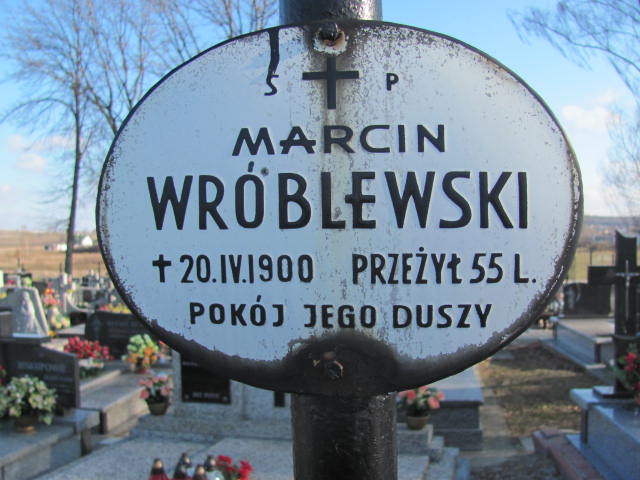 Ś P
MARCIN
WRÓBLEWSKI
✝ 20.IV.1900 PRZEŻYŁ 55 L.
POKÓJ JEGO DUSZY